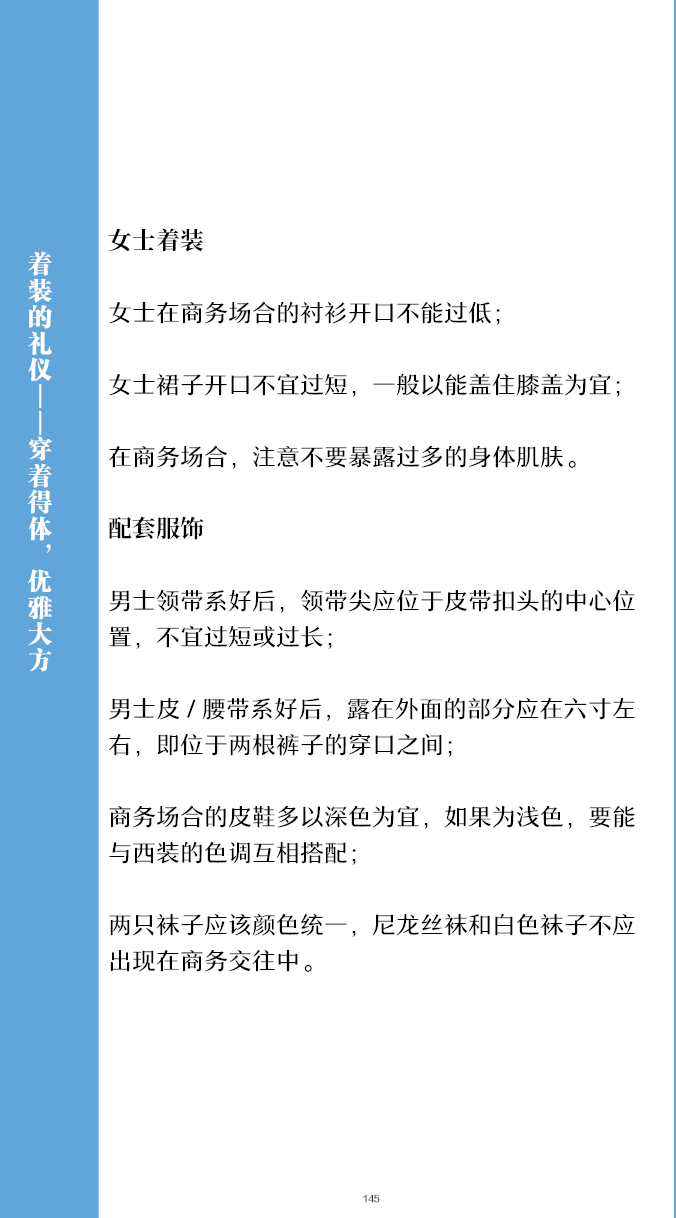 着装的礼仪——穿着得体，优雅大方
女士着装
女士在商务场合的衬衫开口不能过低；
女士裙子开口不宜过短，一般以能盖住膝盖为宜；
在商务场合，注意不要暴露过多的身体肌肤。
配套服饰
男士领带系好后，领带尖应位于皮带扣头的中心位
置，不宜过短或过长；
男士皮 / 腰带系好后，露在外面的部分应在六寸左
右，即位于两根裤子的穿口之间；
商务场合的皮鞋多以深色为宜，如果为浅色，要能
与西装的色调互相搭配；
两只袜子应该颜色统一，尼龙丝袜和白色袜子不应
出现在商务交往中。
145